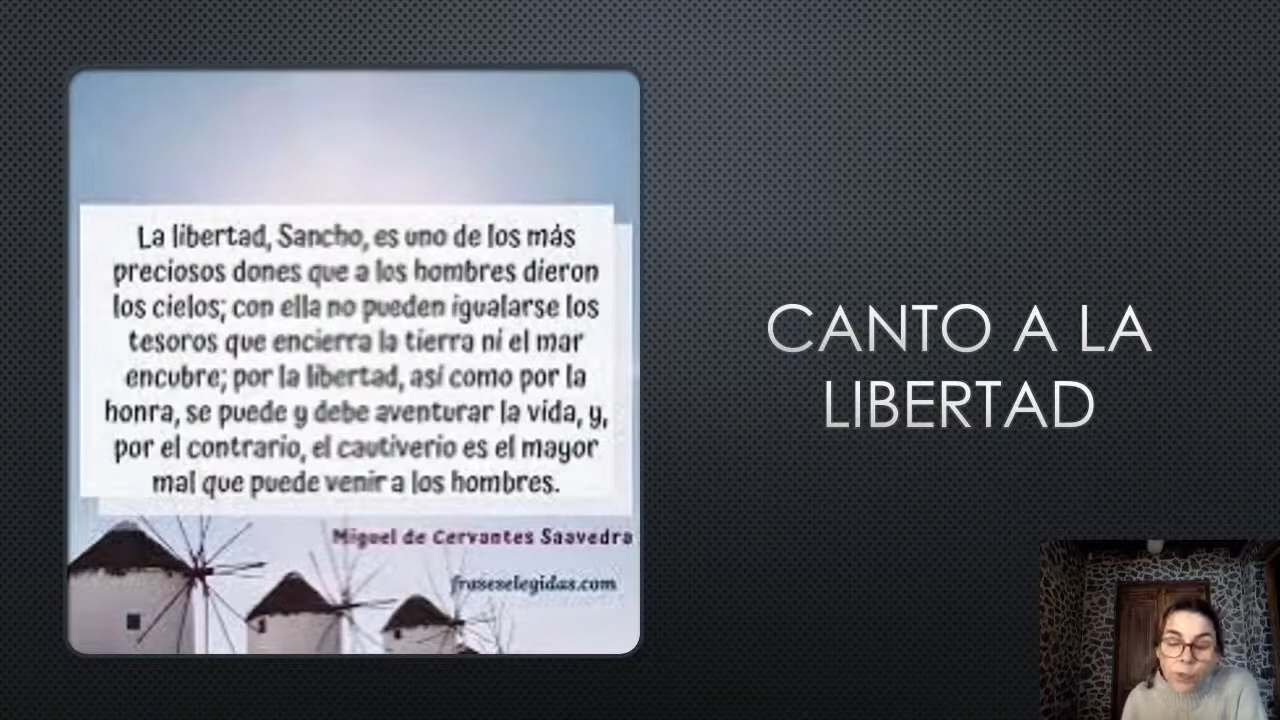 La libertad, Sancho, es uno de los más
preciosos dones que a los hombres dieron
los cielos; con ella no pueden igualarse los
tesoros que encierra la tierra ni el mar
encubre; por la libertad, así como por la
honra, se puede y debe aventurar la vida, y,
por el contrario, el cautiverio es el mayor
mal que puede venir a los hombres.
Miguel de Cervantes Saavedra
fraseselegidas.com
CANTO A LA
LIBERTAD